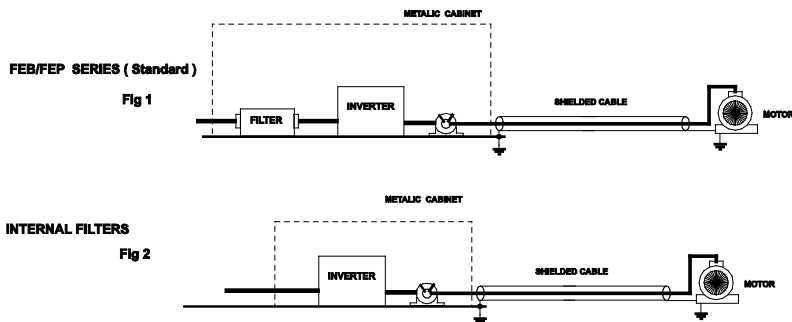 METALIC CABINET
FEB/FEP SERIES ( Standard )
Fig 1
FILTER
INVERTER
SHIELDED CABLE
MOTOR
METALIC CABINET
INTERNAL FILTERS
Fig 2
INVERTER
SHIELDED CABLE
MOTOR